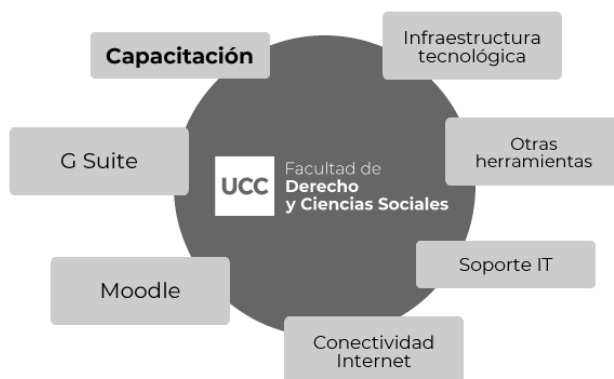 Capacitación
Infraestructura
tecnológica
G Suite
Otras
herramientas
UCC
Facultad de
Derecho
y Ciencias Sociales
Moodle
Soporte IT
Conectividad
Internet